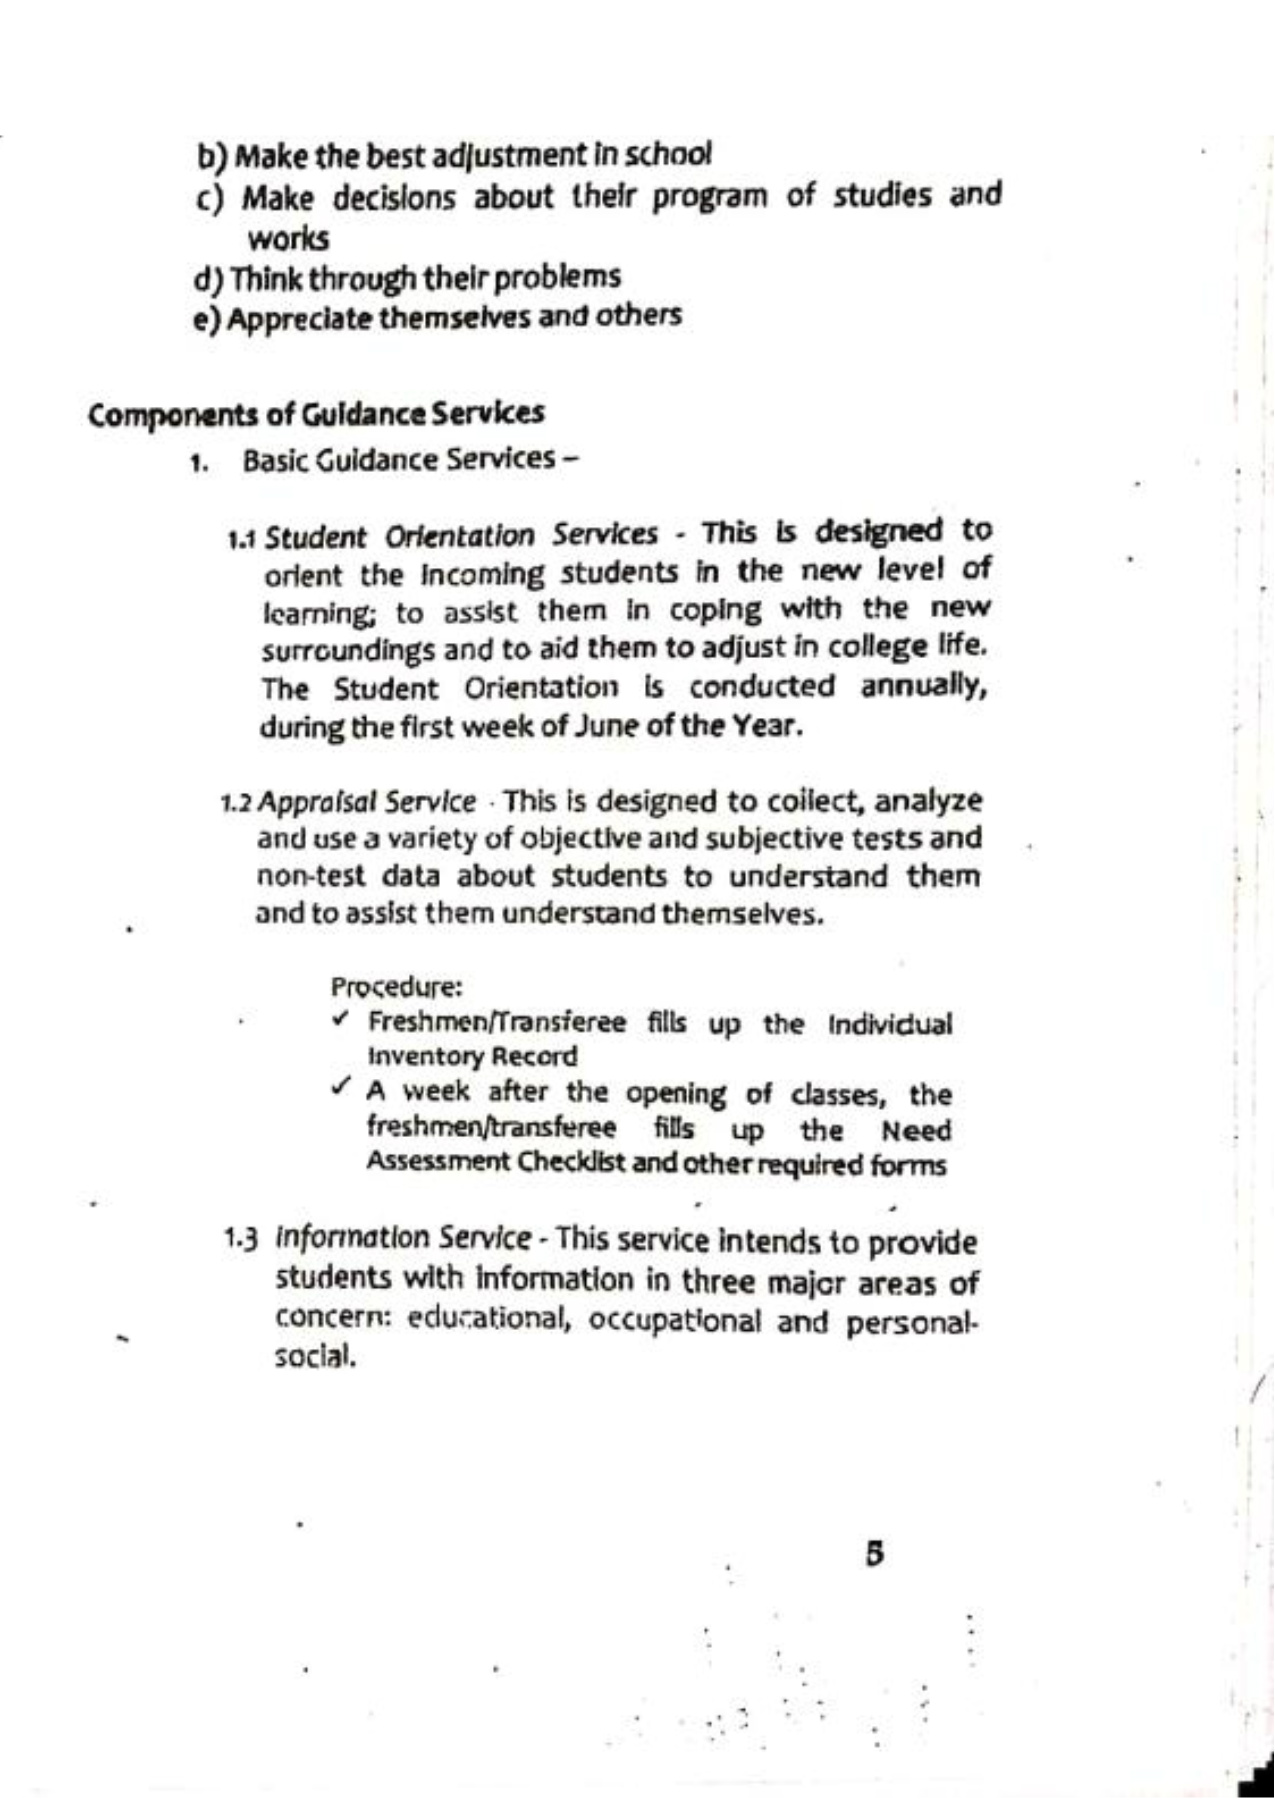 b) Make the best adjustment in school
c) Make decisions about their program of studies and
works
d) Think through their problems
e) Appreciate themselves and others
Components of Guidance Services
1. Basic Guidance Services –
1.1 Student Orientation Services - This is designed to
orient the incoming students in the new level of
learning; to assist them in coping with the new
surroundings and to aid them to adjust in college life.
The Student Orientation is conducted annually,
during the first week of June of the Year.
1.2 Appraisal Service - This is designed to collect, analyze
and use a variety of objective and subjective tests and
non-test data about students to understand them
and to assist them understand themselves.
Procedure:
✓ Freshmen/Transferee fills up the Individual
Inventory Record
✓ A week after the opening of classes, the
freshmen/transferee fills up the Need
Assessment Checklist and other required forms
1.3 Information Service - This service intends to provide
students with information in three major areas of
concern: educational, occupational and personal-
social.
5